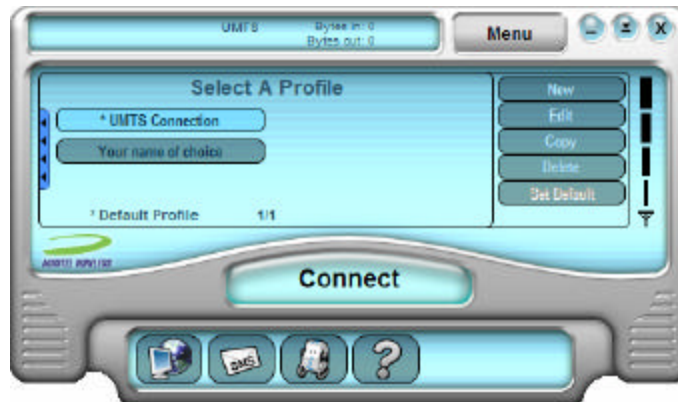 UMTS
Bytes in: 0
Bytes out: 0
Menu
X
Select A Profile
* UMTS Connection
Your name of choice
* Default Profile 1/1
New
Edit
Copy
Delete
Set Default
Connect
SMS
?